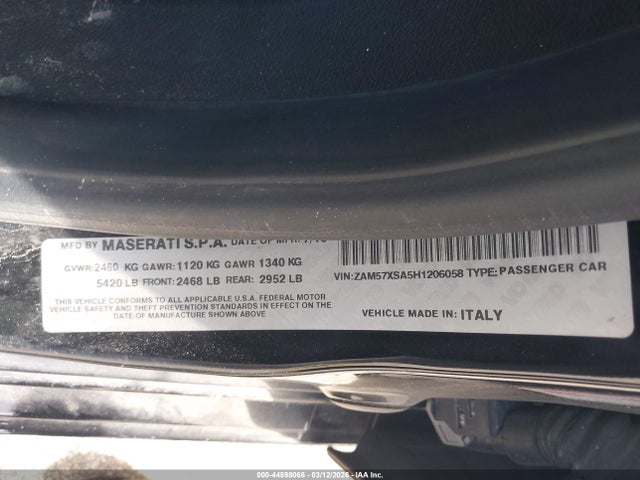 MFD BY MASERATI S.P.A. DATE OF MFR:
GVWR:2460 KG GAWR:1120 KG GAWR 1340 KG
5420 LB FRONT:2468 LB REAR: 2952 LB
THIS VEHICLE CONFORMS TO ALL APPLICABLE U.S.A. FEDERAL MOTOR
VEHICLE SAFETY AND THEFT PREVENTION STANDARDS IN EFFECT ON THE
DATE OF MANUFACTURE SHOWN ABOVE
VIN:ZAM57XSA5H1206058 TYPE:PASSENGER CAR
VEHICLE MADE IN: ITALY
000-44598066 - 03/12/2026 - IAA Inc.